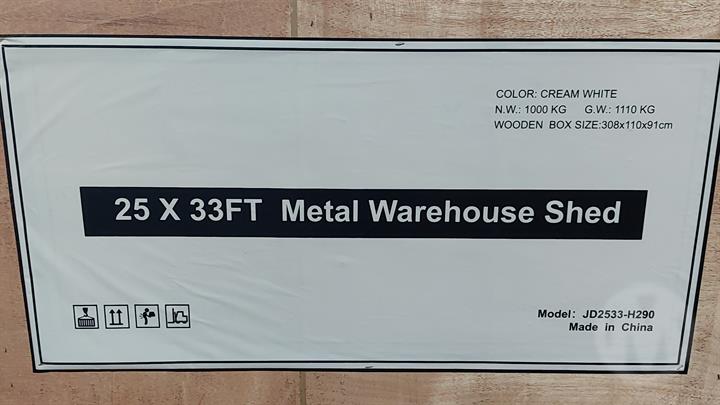 COLOR: CREAM WHITE
N.W.: 1000 KG G.W.: 1110 KG
WOODEN BOX SIZE:308x110x91cm
25 X 33FT Metal Warehouse Shed
Model: JD2533-H290
Made in China